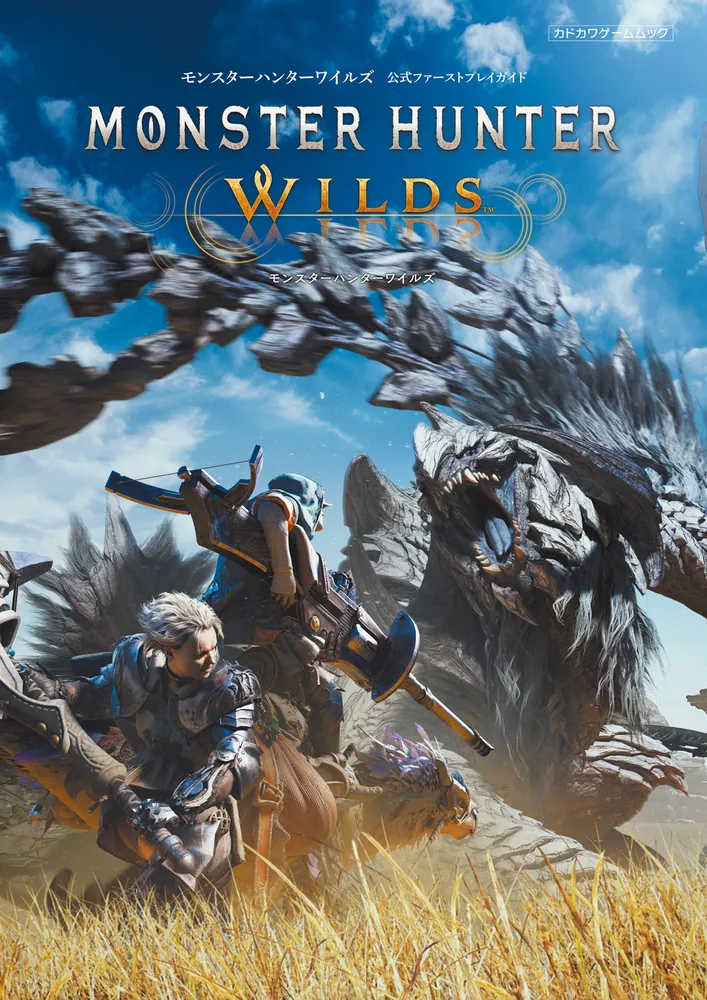 カドカワゲームムック
モンスターハンターワイルズ 公式ファーストプレイガイド
MONSTER HUNTER
WILDS™
モンスターハンターワイルズ